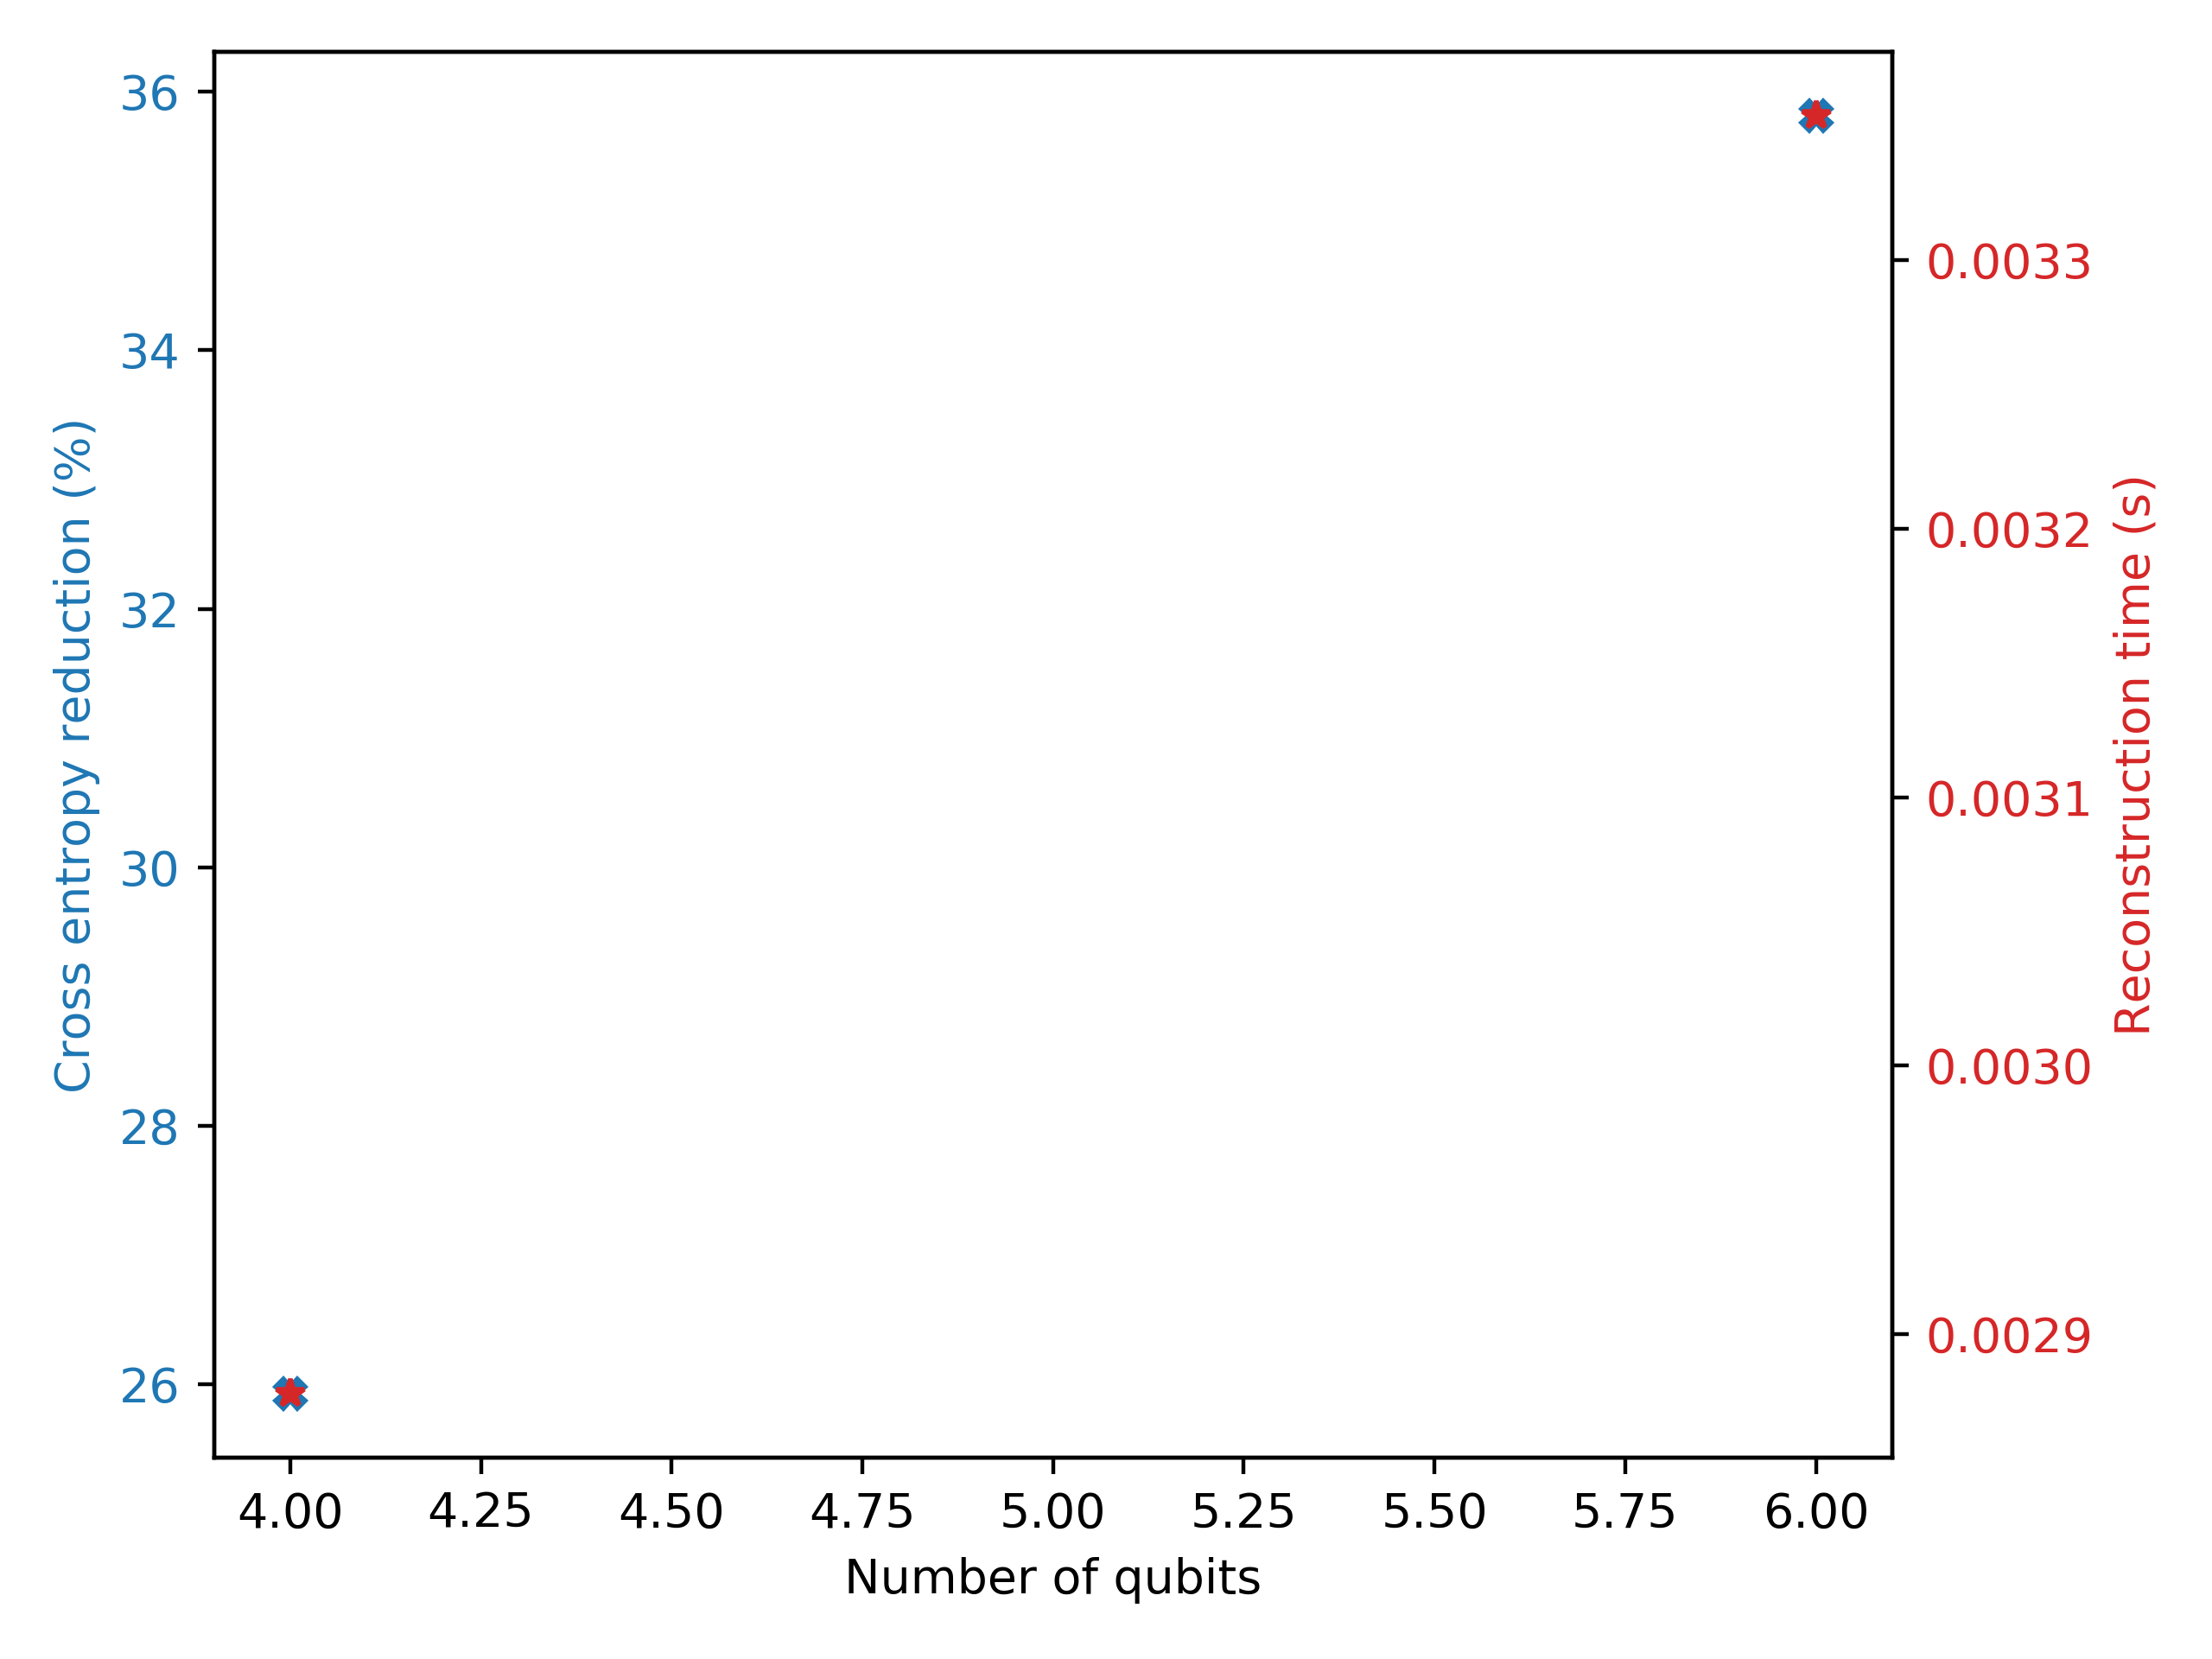 Cross entropy reduction (%)
36
34
32
30
28
26
4.00 4.25 4.50 4.75 5.00 5.25 5.50 5.75 6.00
Number of qubits
0.0033
0.0032
0.0031
0.0030
0.0029
Reconstruction time (s)